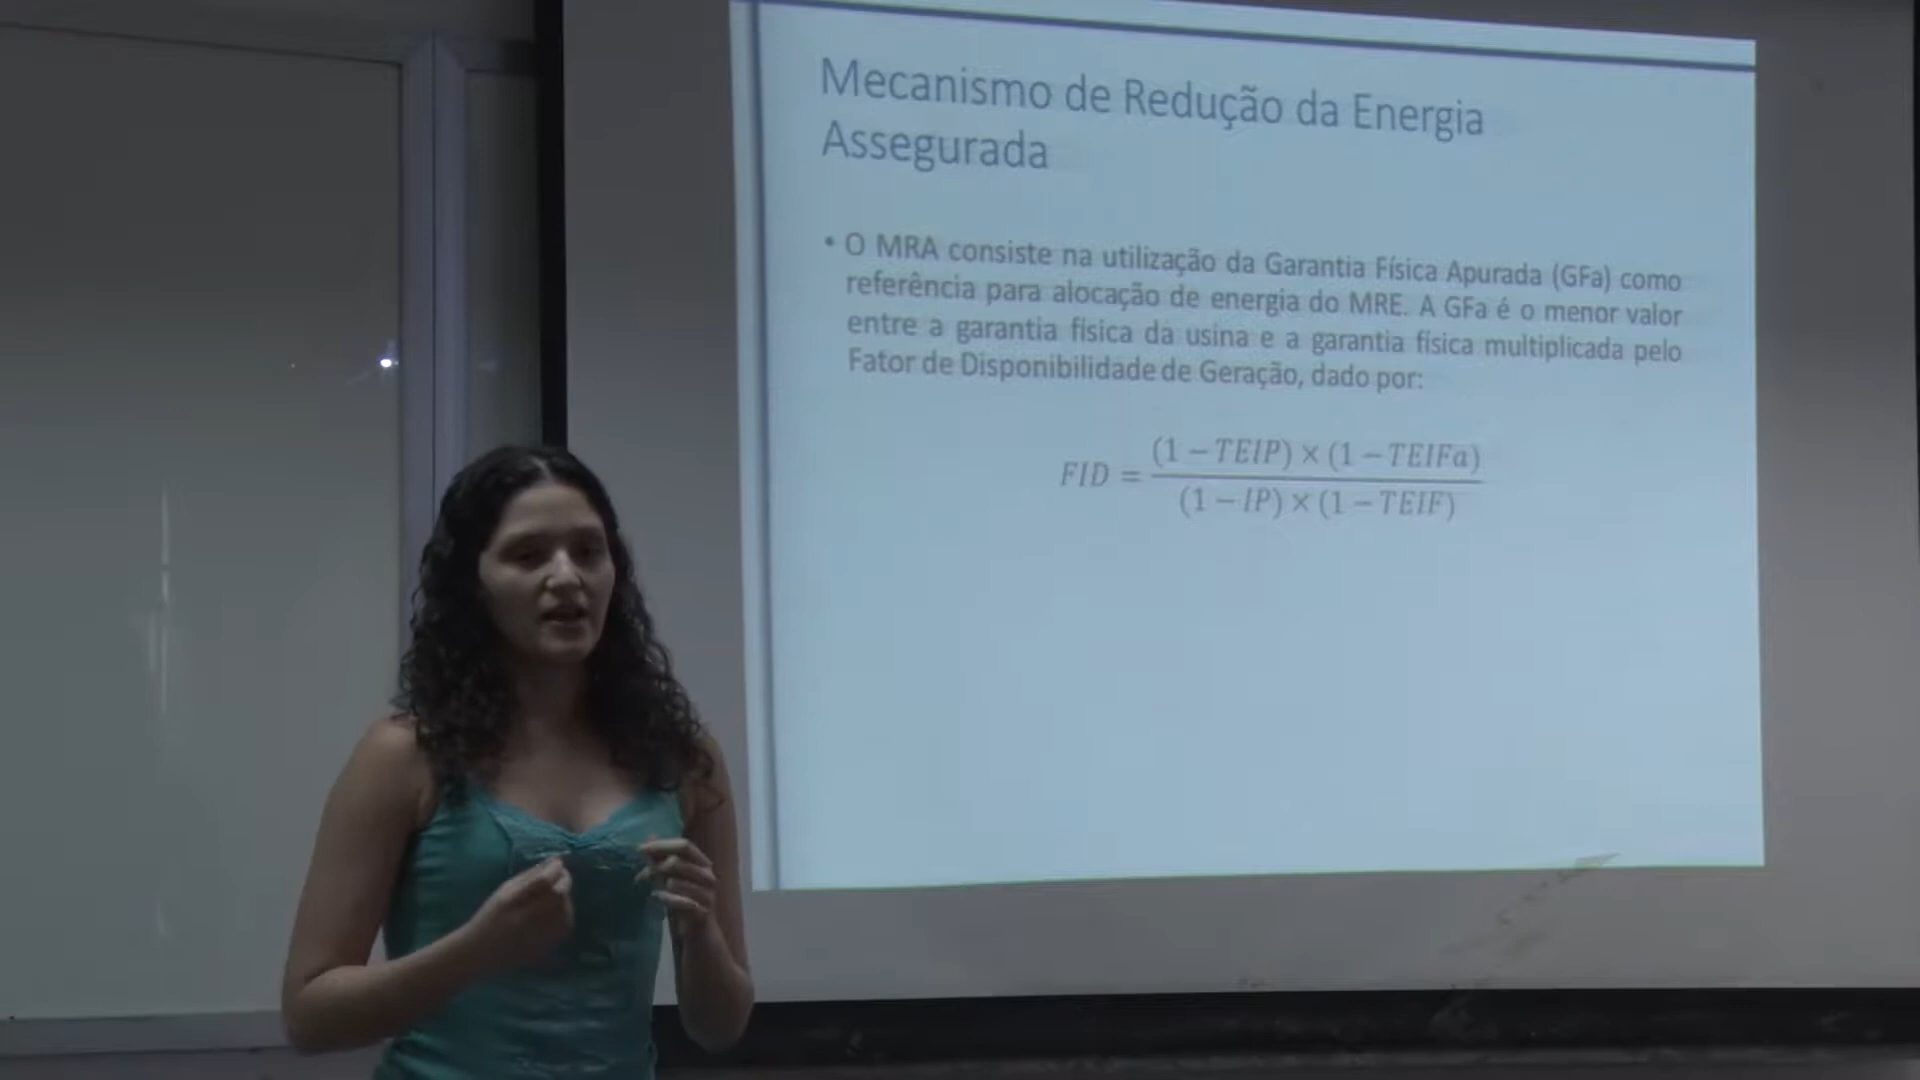 Mecanismo de Redução da Energia
Assegurada
• O MRA consiste na utilização da Garantia Física Apurada (GFa) como
referência para alocação de energia do MRE. A GFa é o menor valor
entre a garantia física da usina e a garantia física multiplicada pelo
Fator de Disponibilidade de Geração, dado por:
FID = (1 − TEIP) × (1 − TEIFa)
(1 − IP) × (1 − TEIF)